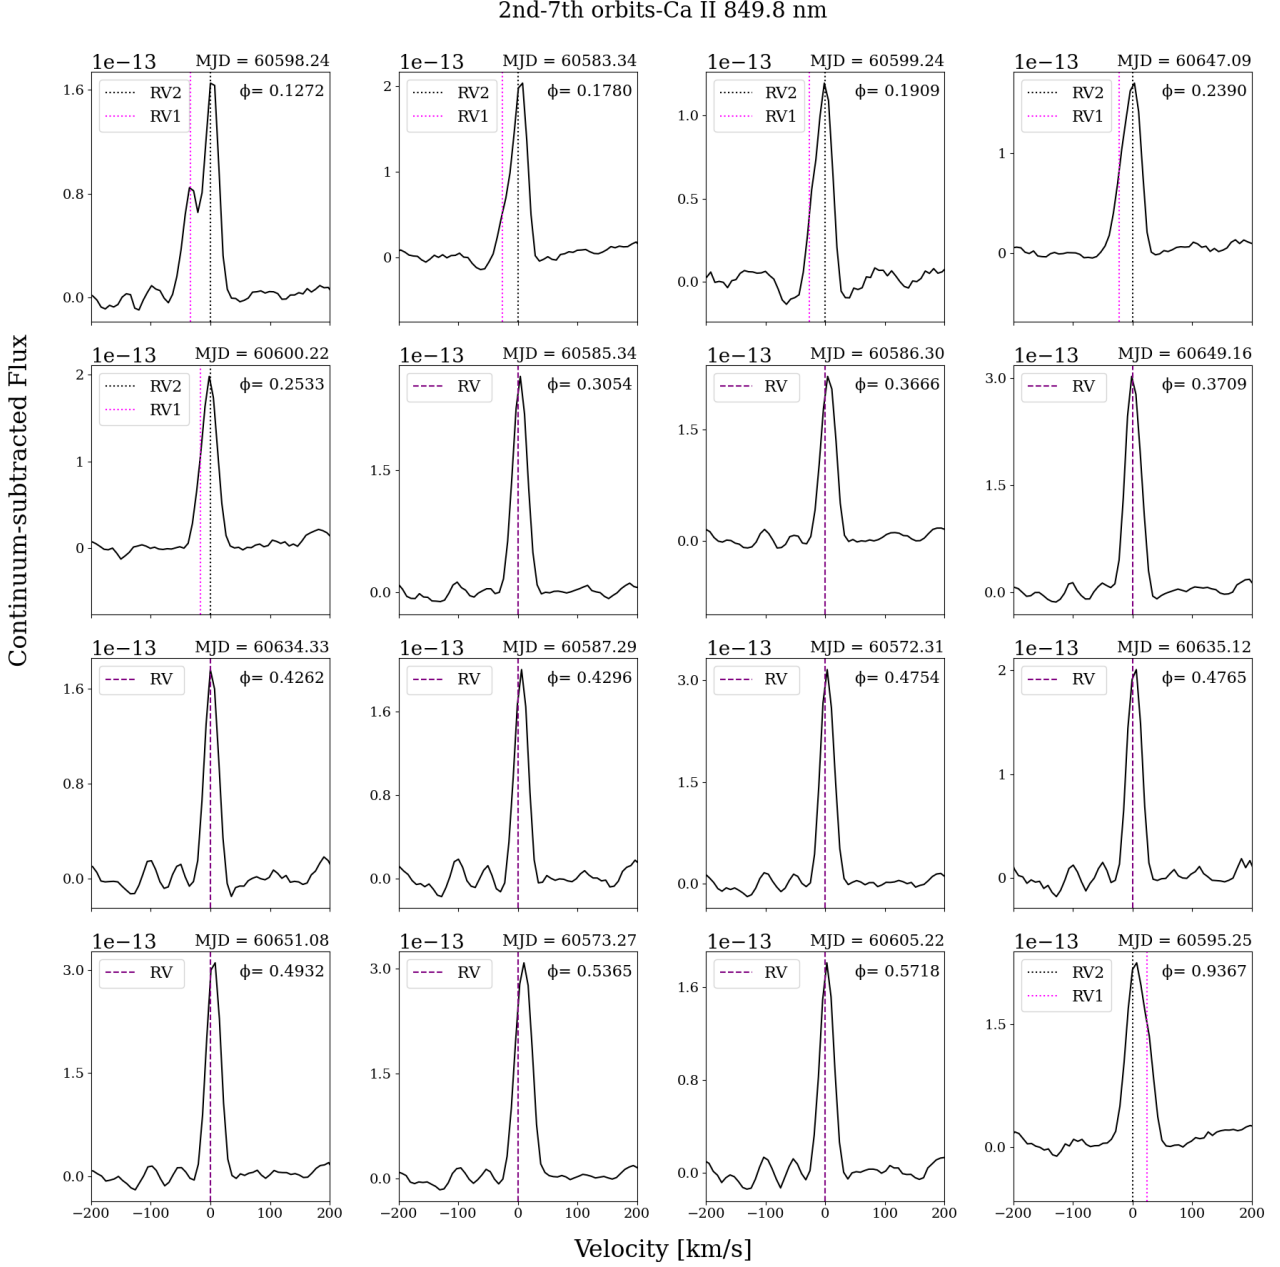 2nd-7th orbits-Ca II 849.8 nm
1e−13 MJD = 60598.24
RV2
RV1
ϕ= 0.1272
1.6
0.8
0.0
1e−13 MJD = 60583.34
RV2
RV1
ϕ= 0.1780
2
1
0
1e−13 MJD = 60599.24
RV2
RV1
ϕ= 0.1909
1.0
0.5
0.0
1e−13 MJD = 60647.09
RV2
RV1
ϕ= 0.2390
1
0
1e−13 MJD = 60600.22
RV2
RV1
ϕ= 0.2533
2
1
0
1e−13 MJD = 60585.34
RV
ϕ= 0.3054
1.5
0.0
1e−13 MJD = 60586.30
RV
ϕ= 0.3666
1.5
0.0
1e−13 MJD = 60649.16
RV
ϕ= 0.3709
3.0
1.5
0.0
1e−13 MJD = 60634.33
RV
ϕ= 0.4262
1.6
0.8
0.0
1e−13 MJD = 60587.29
RV
ϕ= 0.4296
1.6
0.8
0.0
1e−13 MJD = 60572.31
RV
ϕ= 0.4754
3.0
1.5
0.0
1e−13 MJD = 60635.12
RV
ϕ= 0.4765
2
1
0
1e−13 MJD = 60651.08
RV
ϕ= 0.4932
3.0
1.5
0.0
−200 −100 0 100 200
1e−13 MJD = 60573.27
RV
ϕ= 0.5365
3.0
1.5
0.0
−200 −100 0 100 200
1e−13 MJD = 60605.22
RV
ϕ= 0.5718
1.6
0.8
0.0
−200 −100 0 100 200
1e−13 MJD = 60595.25
RV2
RV1
ϕ= 0.9367
1.5
0.0
−200 −100 0 100 200
Continuum-subtracted Flux
Velocity [km/s]